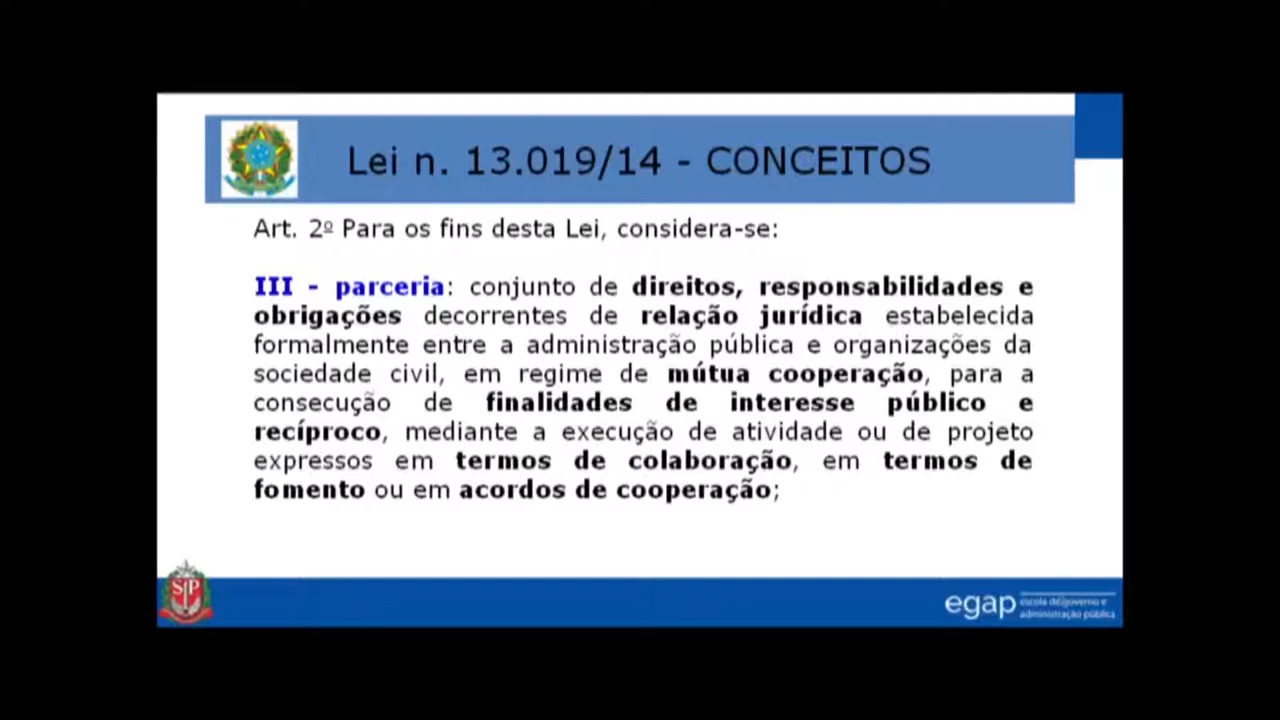 Lei n. 13.019/14 - CONCEITOS
Art. 2º Para os fins desta Lei, considera-se:
III - parceria: conjunto de direitos, responsabilidades e
obrigações decorrentes de relação jurídica estabelecida
formalmente entre a administração pública e organizações da
sociedade civil, em regime de mútua cooperação, para a
consecução de finalidades de interesse público e
recíproco, mediante a execução de atividade ou de projeto
expressos em termos de colaboração, em termos de
fomento ou em acordos de cooperação;
SP
egap
escola de governo e
administração pública